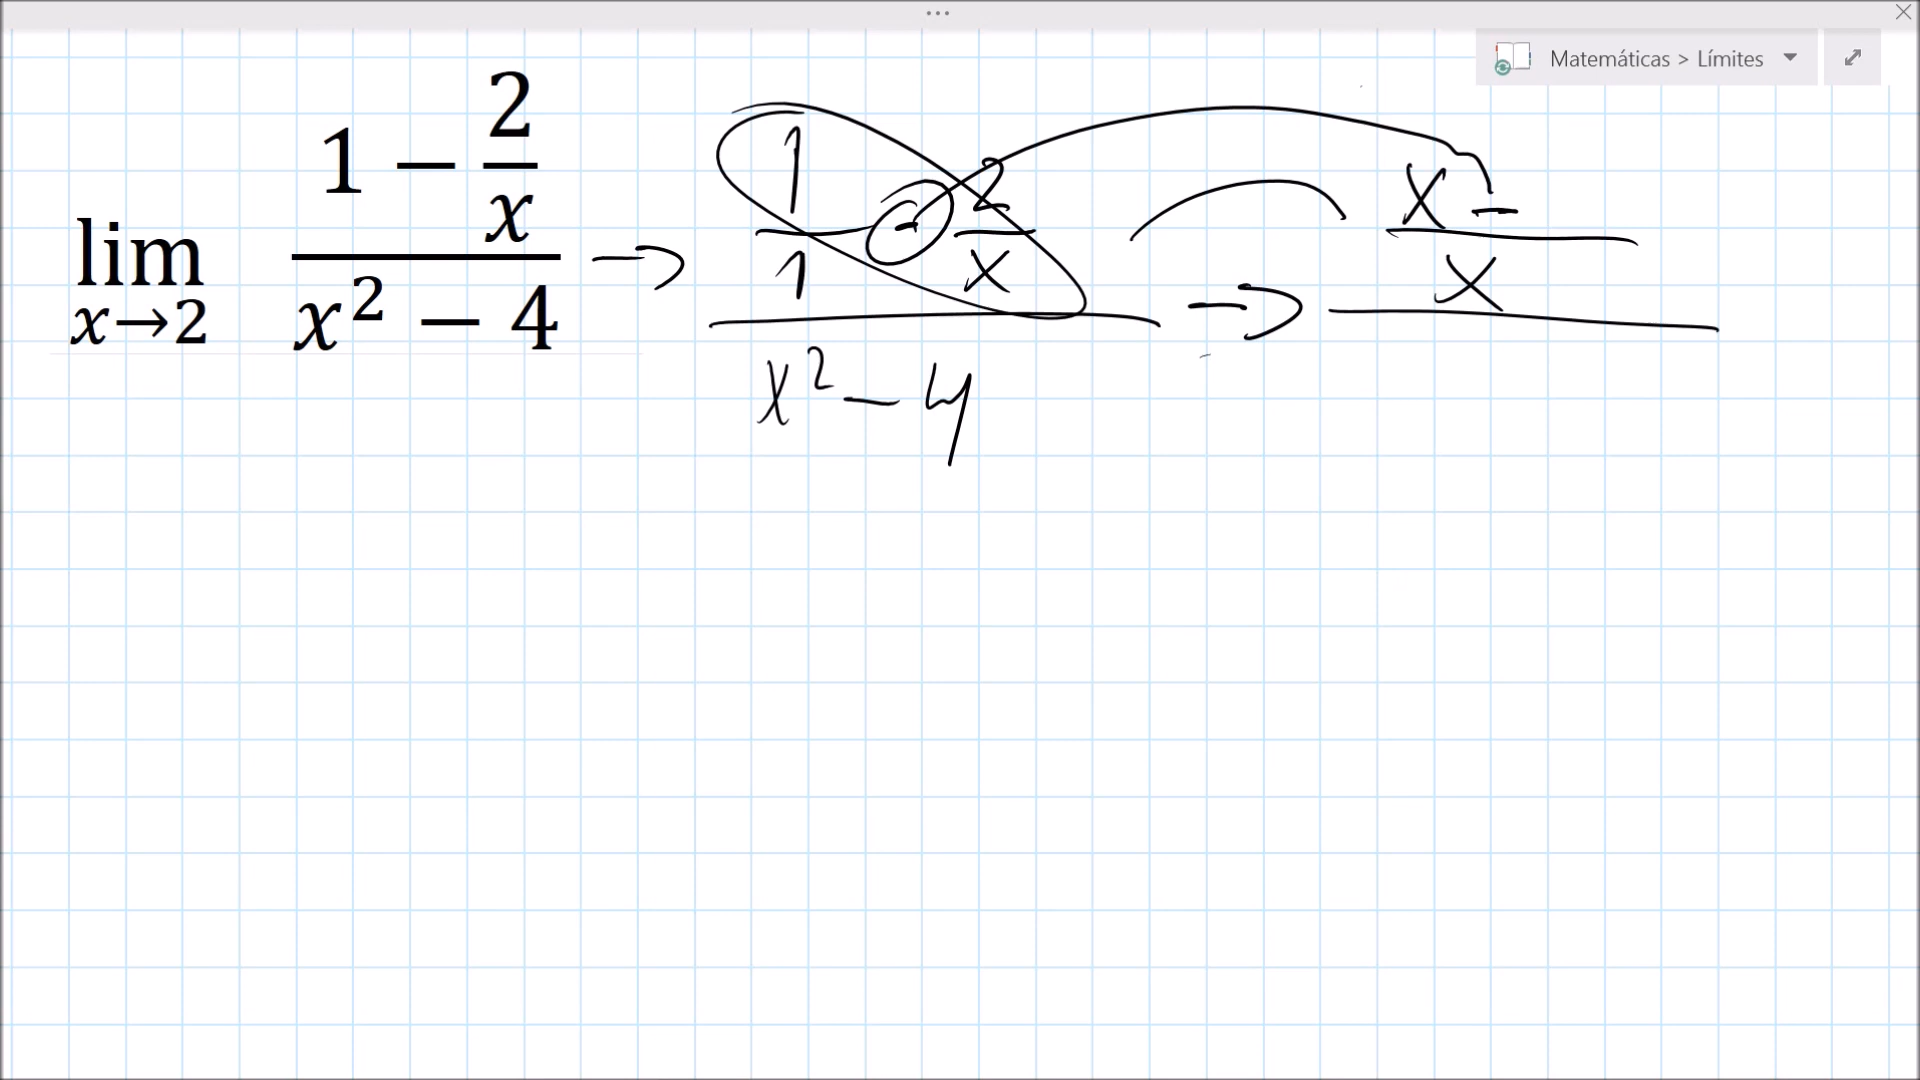 Matemáticas > Límites
lim x→2 (1 − 2/x)/(x² − 4) → (1/1 - 2/x)/(x² − 4) → ((x −)/x)/